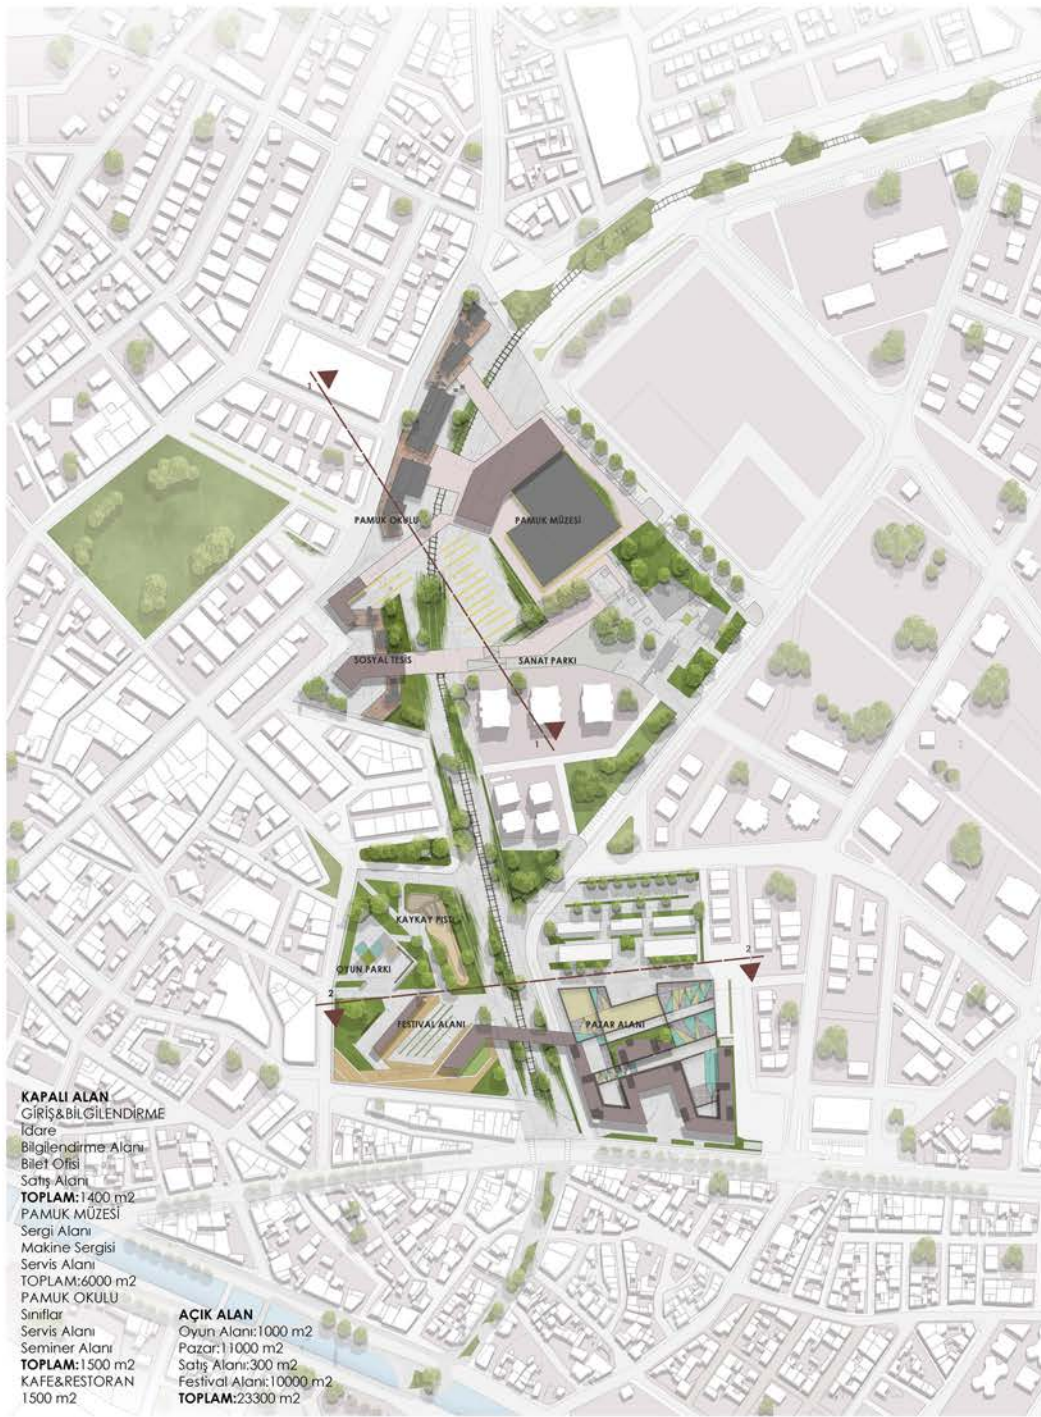 1
PAMUK OKULU
PAMUK MÜZESİ
SOSYAL TESİS
SANAT PARKI
1
KAYKAY PİSTİ
OYUN PARKI
2
2
FESTİVAL ALANI
PAZAR ALANI
KAPALI ALAN
GİRİŞ&BİLGİLENDİRME
İdare
Bilgilendirme Alanı
Bilet Ofisi
Satış Alanı
TOPLAM:1400 m2
PAMUK MÜZESİ
Sergi Alanı
Makine Sergisi
Servis Alanı
TOPLAM:6000 m2
PAMUK OKULU
Sınıflar
Servis Alanı
Seminer Alanı
TOPLAM:1500 m2
KAFE&RESTORAN
1500 m2
AÇIK ALAN
Oyun Alanı:1000 m2
Pazar:11000 m2
Satış Alanı:300 m2
Festival Alanı:10000 m2
TOPLAM:23300 m2